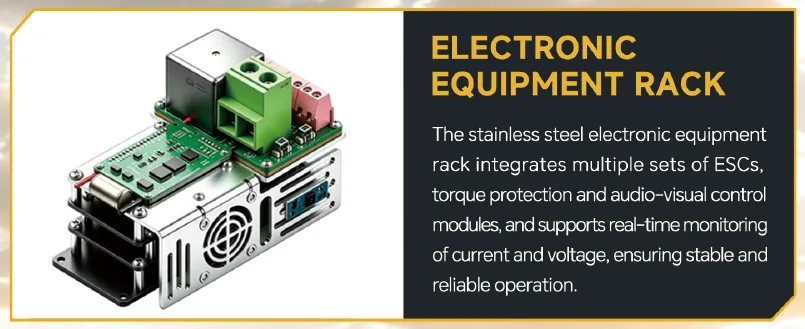 ELECTRONIC
EQUIPMENT RACK
The stainless steel electronic equipment
rack integrates multiple sets of ESCs,
torque protection and audio-visual control
modules, and supports real-time monitoring
of current and voltage, ensuring stable and
reliable operation.